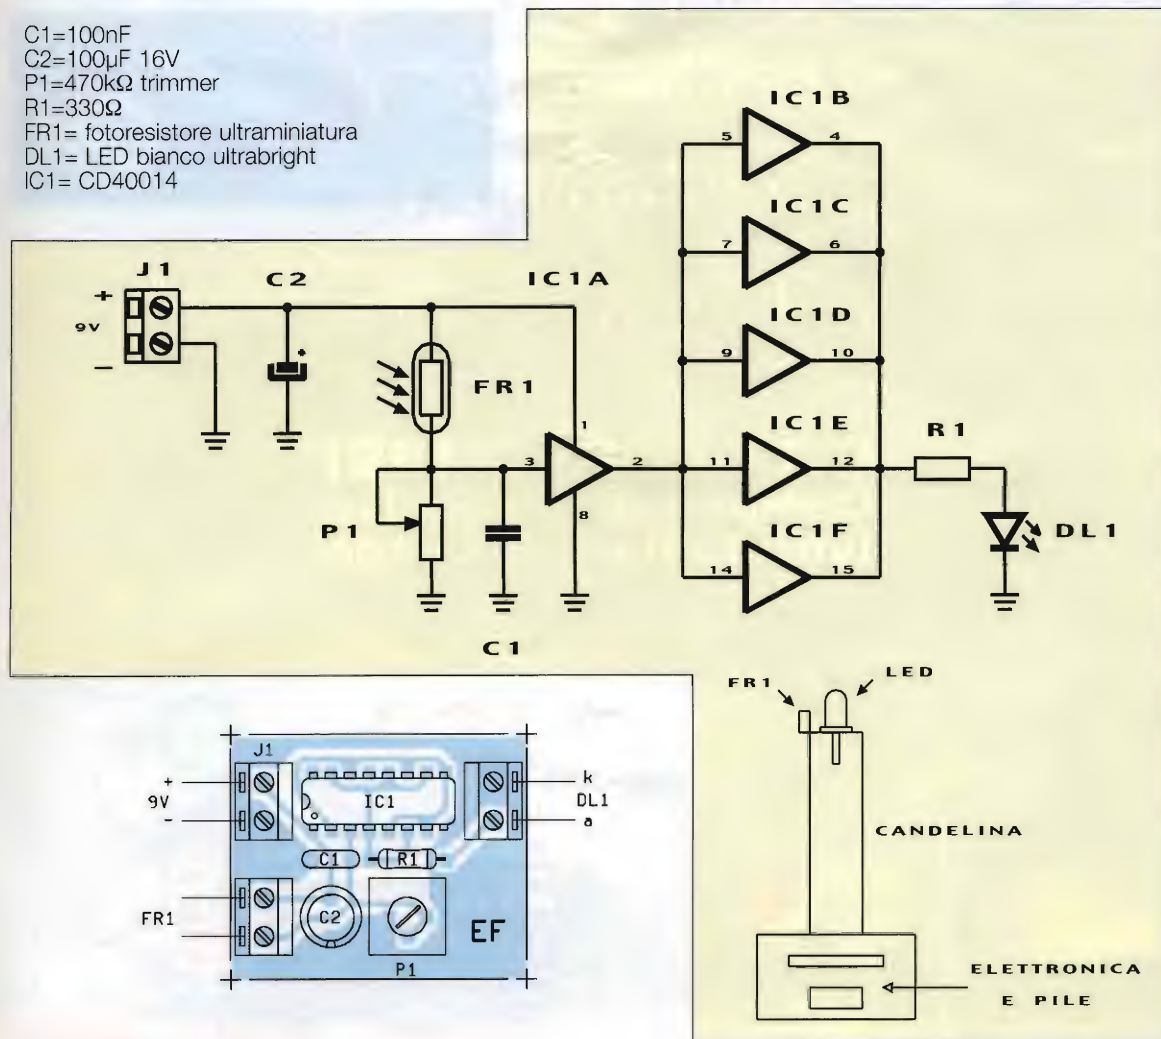 C1=100nF
C2=100µF 16V
P1=470kΩ trimmer
R1=330Ω
FR1= fotoresistore ultraminiatura
DL1= LED bianco ultrabright
IC1= CD40014
J1
+
9V
−
C2
+
FR1
P1
C1
IC1A
1
3
2
8
IC1B
5
4
IC1C
7
6
IC1D
9
10
IC1E
11
12
IC1F
14
15
R1
DL1
J1
+
9V
-
IC1
k
DL1
a
C1
R1
FR1
C2
EF
P1
FR1
LED
CANDELINA
ELETTRONICA
E PILE